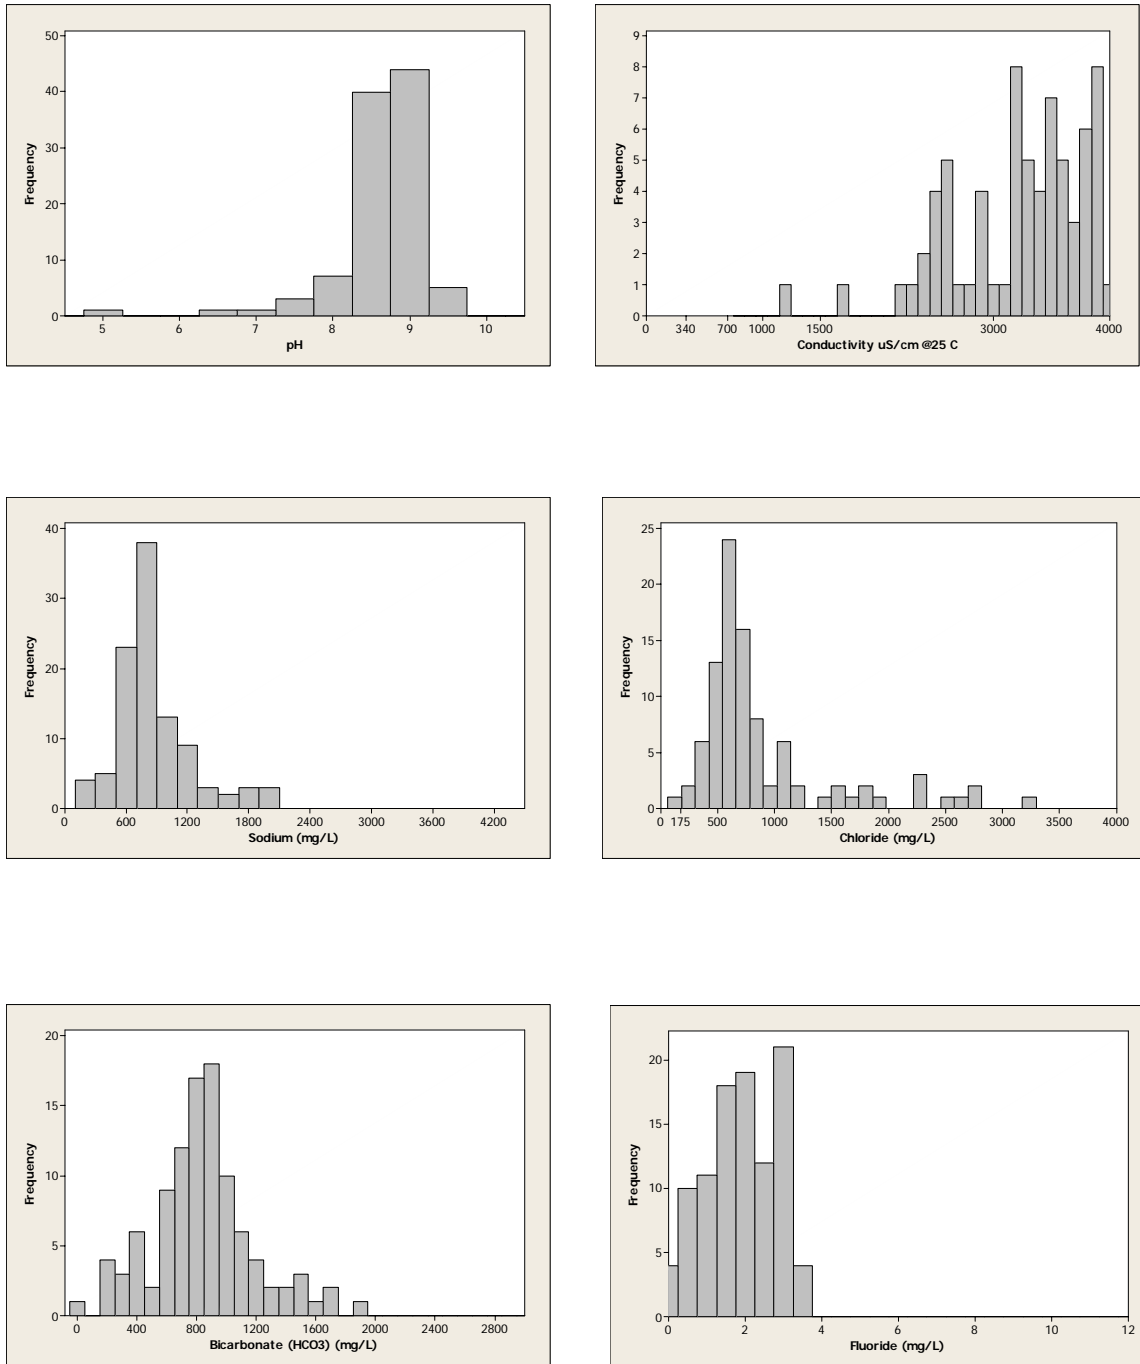 Frequency
50
40
30
20
10
0
5 6 7 8 9 10
pH
Frequency
9
8
7
6
5
4
3
2
1
0
0 340 700 1000 1500 3000 4000
Conductivity uS/cm @25 C
Frequency
40
30
20
10
0
0 600 1200 1800 2400 3000 3600 4200
Sodium (mg/L)
Frequency
25
20
15
10
5
0
0 175 500 1000 1500 2000 2500 3000 3500 4000
Chloride (mg/L)
Frequency
20
15
10
5
0
0 400 800 1200 1600 2000 2400 2800
Bicarbonate (HCO3) (mg/L)
Frequency
20
15
10
5
0
0 2 4 6 8 10 12
Fluoride (mg/L)